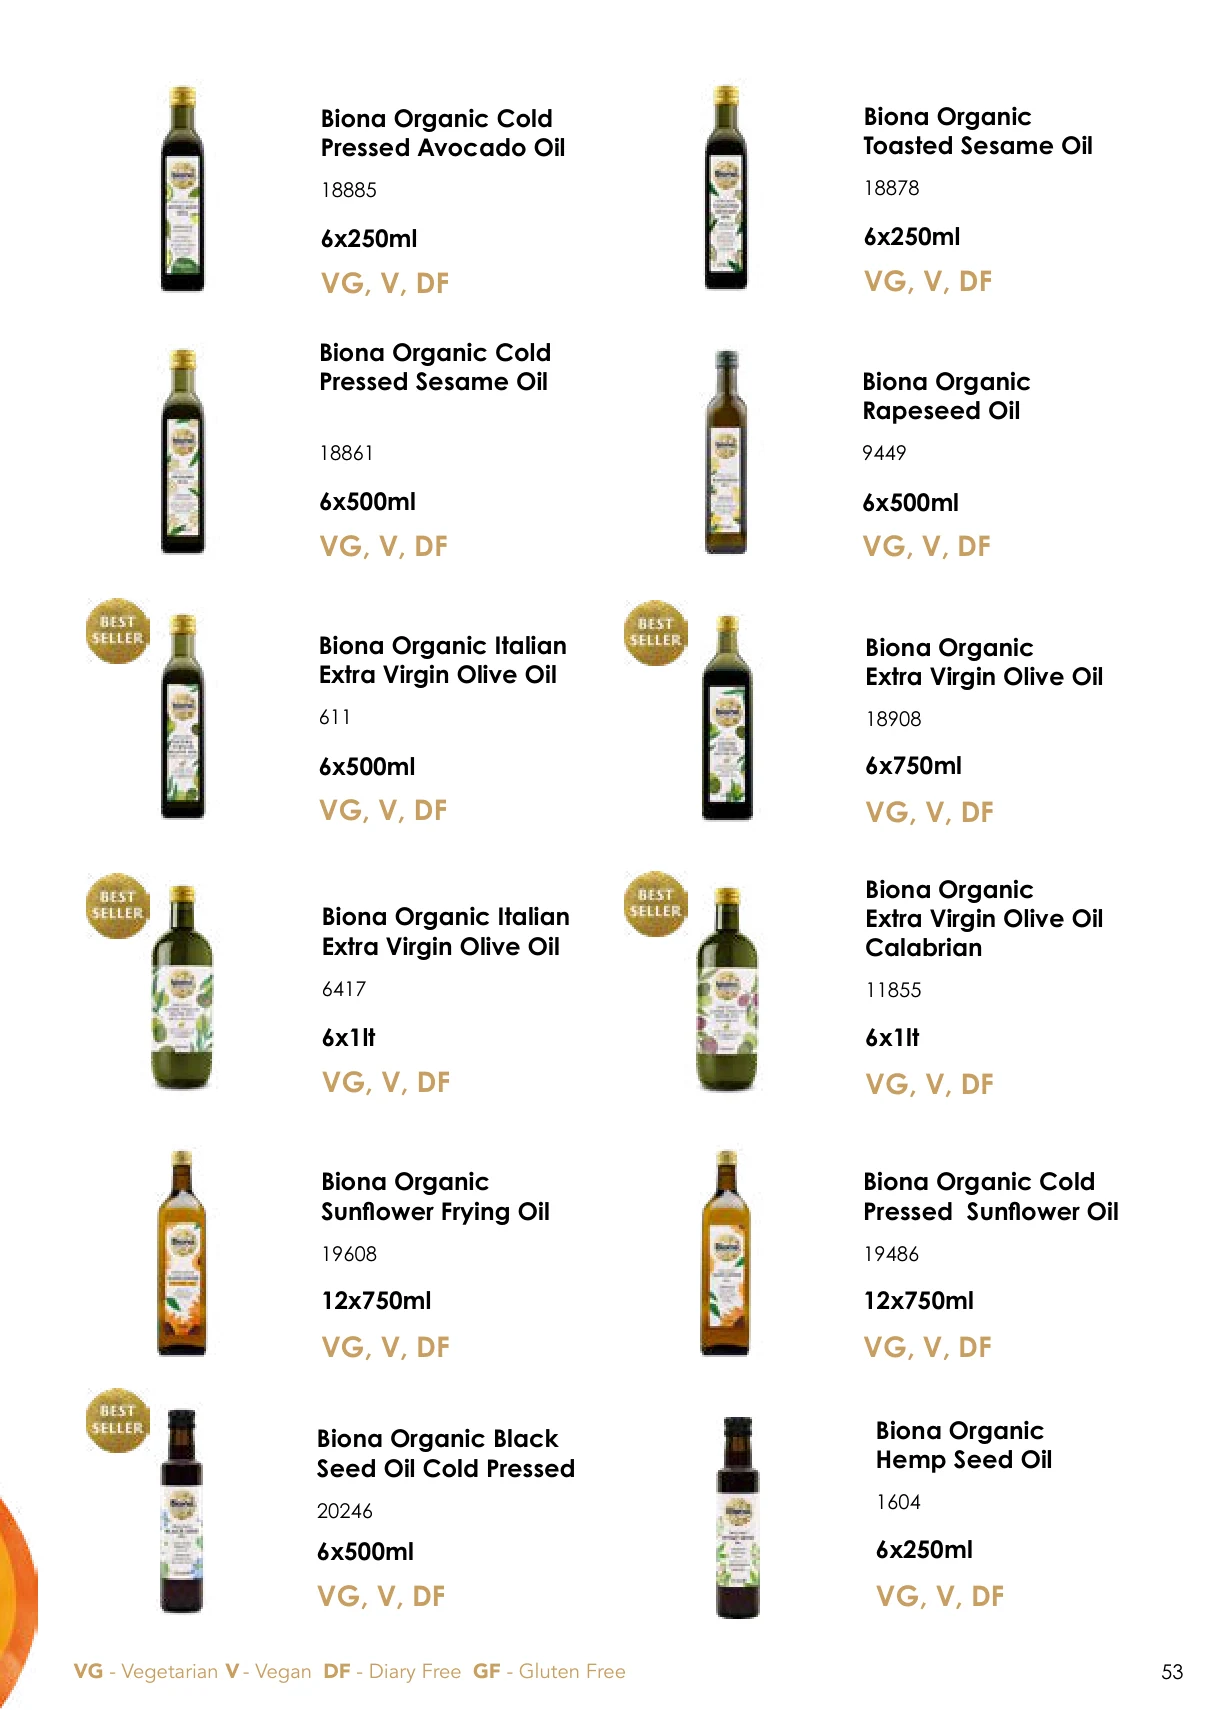 Biona Organic Cold
Pressed Avocado Oil
18885
6x250ml
VG, V, DF
Biona Organic
Toasted Sesame Oil
18878
6x250ml
VG, V, DF
Biona Organic Cold
Pressed Sesame Oil
18861
6x500ml
VG, V, DF
Biona Organic
Rapeseed Oil
9449
6x500ml
VG, V, DF
BEST
SELLER
Biona Organic Italian
Extra Virgin Olive Oil
611
6x500ml
VG, V, DF
BEST
SELLER
Biona Organic
Extra Virgin Olive Oil
18908
6x750ml
VG, V, DF
BEST
SELLER
Biona Organic Italian
Extra Virgin Olive Oil
6417
6x1lt
VG, V, DF
BEST
SELLER
Biona Organic
Extra Virgin Olive Oil
Calabrian
11855
6x1lt
VG, V, DF
Biona Organic
Sunflower Frying Oil
19608
12x750ml
VG, V, DF
Biona Organic Cold
Pressed  Sunflower Oil
19486
12x750ml
VG, V, DF
BEST
SELLER
Biona Organic Black
Seed Oil Cold Pressed
20246
6x500ml
VG, V, DF
Biona Organic
Hemp Seed Oil
1604
6x250ml
VG, V, DF
VG - Vegetarian V - Vegan DF - Diary Free GF - Gluten Free
53